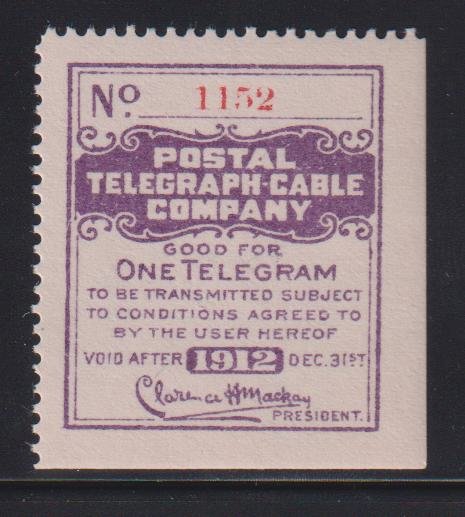 No. 1152
POSTAL
TELEGRAPH-CABLE
COMPANY
GOOD FOR
ONE TELEGRAM
TO BE TRANSMITTED SUBJECT
TO CONDITIONS AGREED TO
BY THE USER HEREOF
VOID AFTER 1912 DEC. 31ST.
Clarence H Mackay
PRESIDENT.